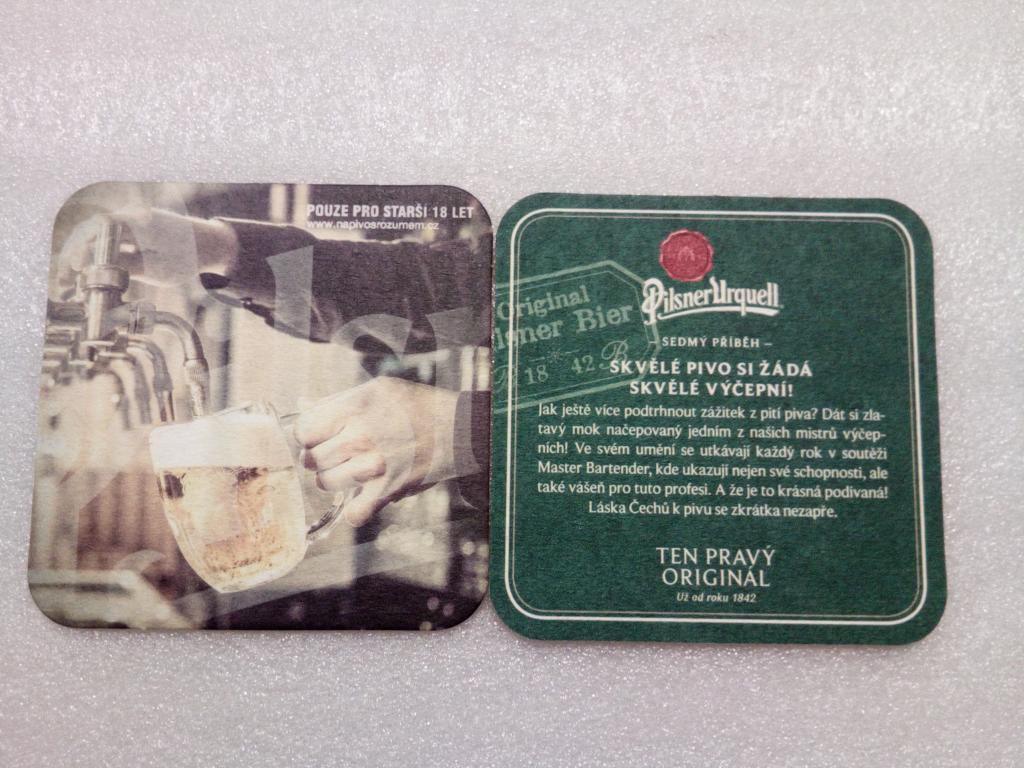 POUZE PRO STARŠÍ 18 LET
www.napivosrozumem.cz
Original
Pilsner Bier
18 42 B
Pilsner Urquell
SEDMÝ PŘÍBĚH –
SKVĚLÉ PIVO SI ŽÁDÁ
SKVĚLÉ VÝČEPNÍ!
Jak ještě více podtrhnout zážitek z pití piva? Dát si zla-
tavý mok načepovaný jedním z našich mistrů výčep-
ních! Ve svém umění se utkávají každý rok v soutěži
Master Bartender, kde ukazují nejen své schopnosti, ale
také vášeň pro tuto profesi. A že je to krásná podívaná!
Láska Čechů k pivu se zkrátka nezapře.
TEN PRAVÝ
ORIGINÁL
Už od roku 1842